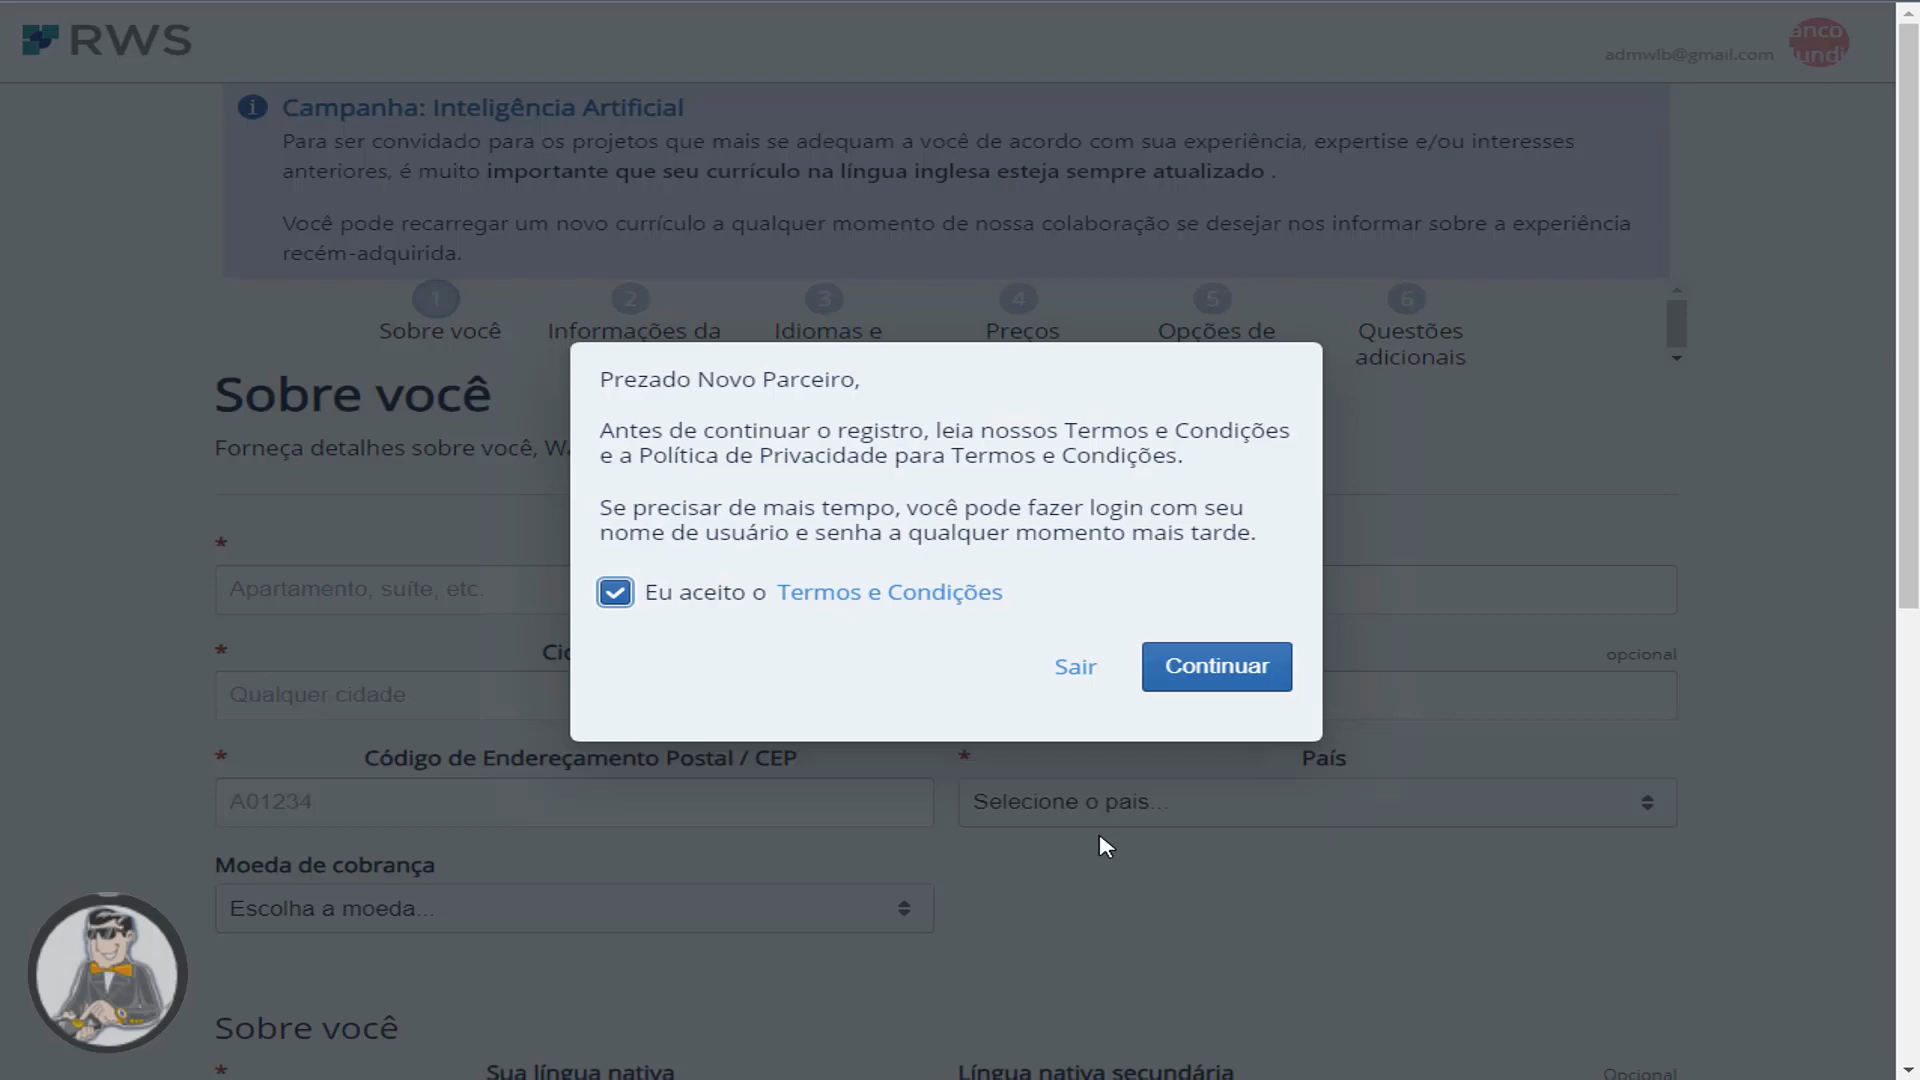 RWS
admwlb@gmail.com
anco
undi
Campanha: Inteligência Artificial
Para ser convidado para os projetos que mais se adequam a você de acordo com sua experiência, expertise e/ou interesses
anteriores, é muito importante que seu currículo na língua inglesa esteja sempre atualizado .
Você pode recarregar um novo currículo a qualquer momento de nossa colaboração se desejar nos informar sobre a experiência
recém-adquirida.
1 2 3 4 5 6
Sobre você Informações da Idiomas e Preços Opções de Questões
adicionais
Sobre você
Forneça detalhes sobre você,
Prezado Novo Parceiro,
Antes de continuar o registro, leia nossos Termos e Condições
e a Política de Privacidade para Termos e Condições.
Se precisar de mais tempo, você pode fazer login com seu
nome de usuário e senha a qualquer momento mais tarde.
Eu aceito o Termos e Condições
Sair Continuar
*
Apartamento, suíte, etc.
* opcional
Qualquer cidade
* Código de Endereçamento Postal / CEP * País
A01234 Selecione o pais...
Moeda de cobrança
Escolha a moeda...
Sobre você
* Sua língua nativa Língua nativa secundária Opcional